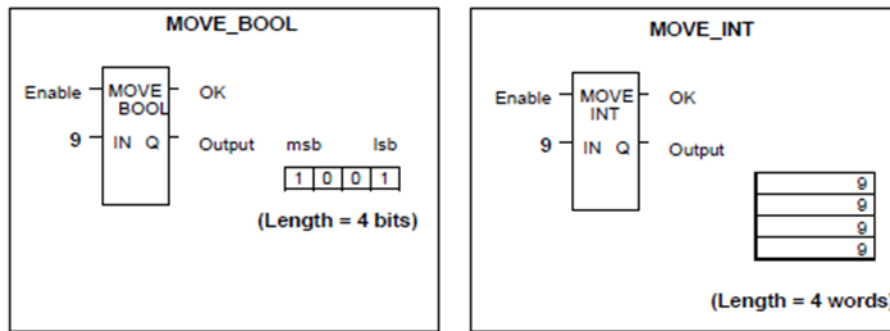 MOVE_BOOL
Enable MOVE BOOL OK
9 IN Q Output
msb lsb
1 0 0 1
(Length = 4 bits)
MOVE_INT
Enable MOVE INT OK
9 IN Q Output
9
9
9
9
(Length = 4 words)